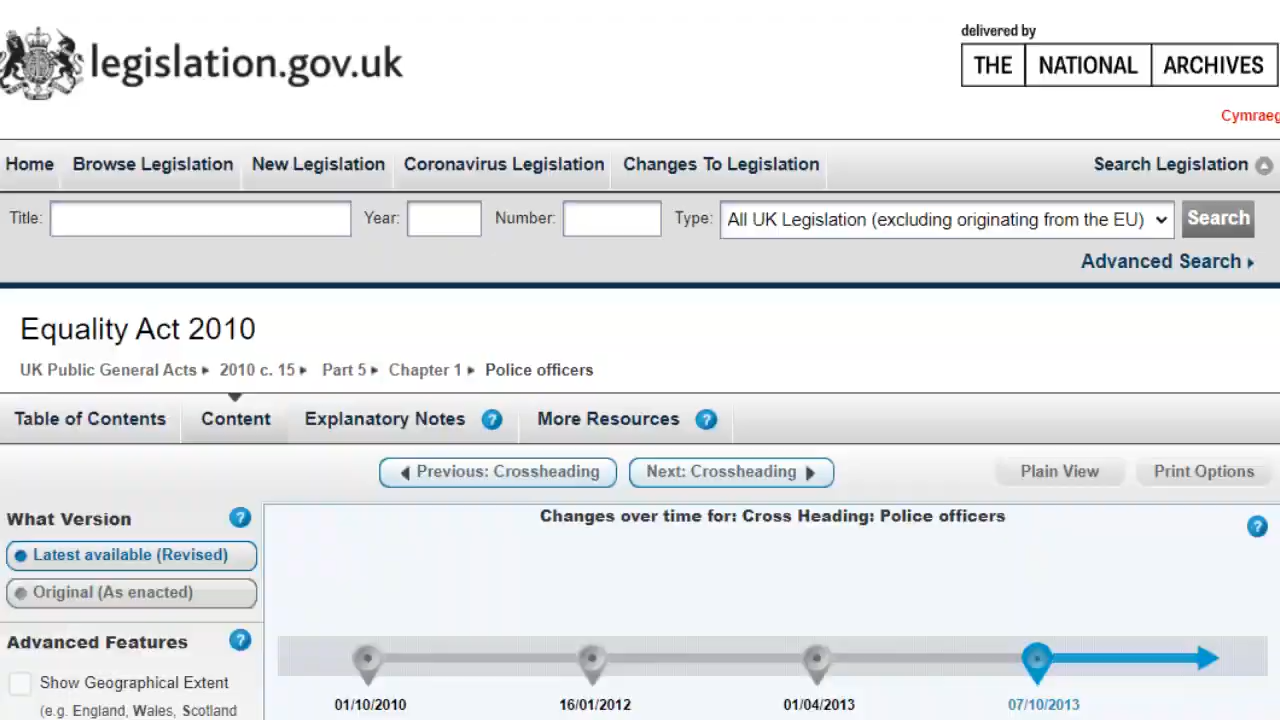 legislation.gov.uk
delivered by
THE NATIONAL ARCHIVES
Cymraeg
Home Browse Legislation New Legislation Coronavirus Legislation Changes To Legislation Search Legislation
Title: Year: Number: Type: All UK Legislation (excluding originating from the EU) Search
Advanced Search
Equality Act 2010
UK Public General Acts 2010 c. 15 Part 5 Chapter 1 Police officers
Table of Contents Content Explanatory Notes ? More Resources ?
Previous: Crossheading Next: Crossheading Plain View Print Options
What Version ?
Changes over time for: Cross Heading: Police officers ?
Latest available (Revised)
Original (As enacted)
Advanced Features ?
Show Geographical Extent
(e.g. England, Wales, Scotland
01/10/2010 16/01/2012 01/04/2013 07/10/2013